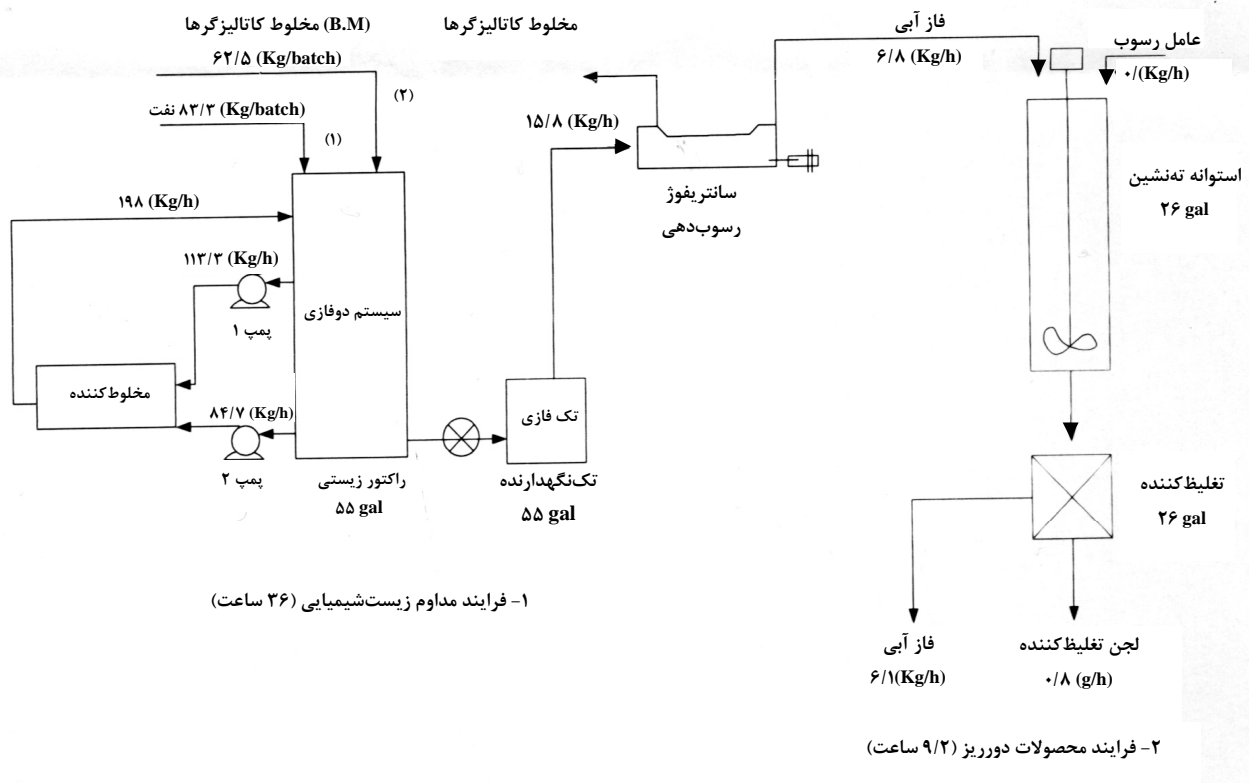 (B.M) مخلوط کاتالیزگرها
۶۲/۵ (Kg/batch)
(۲)
نفت ۸۳/۳ (Kg/batch)
(۱)
۱۹۸ (Kg/h)
۱۱۳/۳ (Kg/h)
پمپ ۱
سیستم دوفازی
مخلوط‌کننده
۸۴/۷ (Kg/h)
پمپ ۲
راکتور زیستی
۵۵ gal
تک فازی
تک‌نگهدارنده
۵۵ gal
۱- فرایند مداوم زیست‌شیمیایی (۳۶ ساعت)
مخلوط کاتالیزگرها
۱۵/۸ (Kg/h)
سانتریفوژ
رسوب‌دهی
فاز آبی
۶/۸ (Kg/h)
عامل رسوب
۰/(Kg/h)
استوانه ته‌نشین
۲۶ gal
تغلیظ‌کننده
۲۶ gal
فاز آبی
۶/۱(Kg/h)
لجن تغلیظ‌کننده
۰/۸ (g/h)
۲- فرایند محصولات دورریز (۹/۲ ساعت)